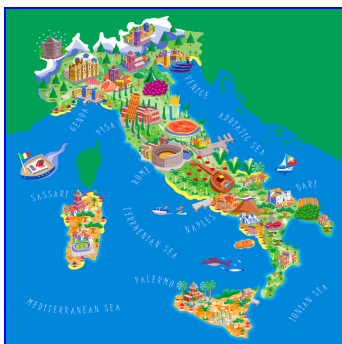 GENOA
PISA
VENICE
ADRIATIC SEA
ROME
SASSARI
TYRRHENIAN SEA
NAPLES
BARI
PALERMO
MEDITERRANEAN SEA
IONIAN SEA